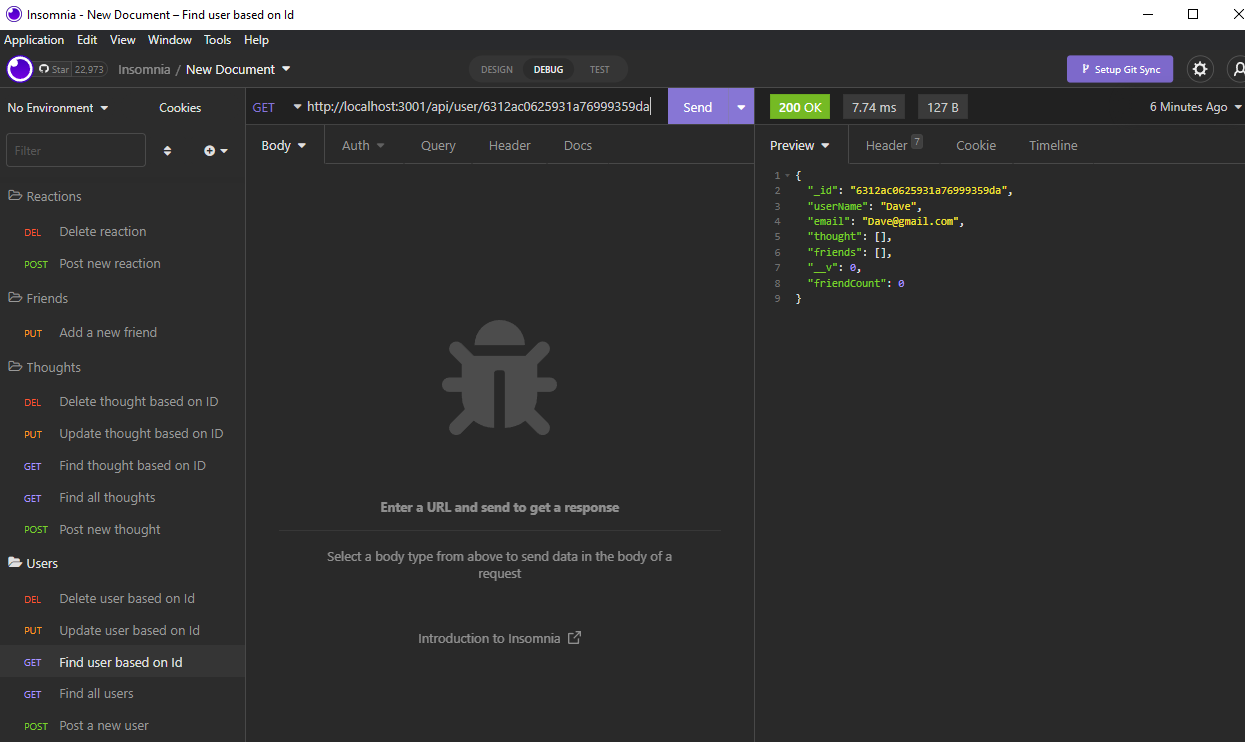 Insomnia - New Document – Find user based on Id
Application Edit View Window Tools Help
Star 22,973 Insomnia / New Document DESIGN DEBUG TEST Setup Git Sync
No Environment Cookies
Filter
Reactions
DEL Delete reaction
POST Post new reaction
Friends
PUT Add a new friend
Thoughts
DEL Delete thought based on ID
PUT Update thought based on ID
GET Find thought based on ID
GET Find all thoughts
POST Post new thought
Users
DEL Delete user based on Id
PUT Update user based on Id
GET Find user based on Id
GET Find all users
POST Post a new user
GET http://localhost:3001/api/user/6312ac0625931a76999359da Send
Body Auth Query Header Docs
Enter a URL and send to get a response
Select a body type from above to send data in the body of a
request
Introduction to Insomnia
200 OK 7.74 ms 127 B 6 Minutes Ago
Preview Header 7 Cookie Timeline
1 {
2 "_id": "6312ac0625931a76999359da",
3 "userName": "Dave",
4 "email": "Dave@gmail.com",
5 "thought": [],
6 "friends": [],
7 "__v": 0,
8 "friendCount": 0
9 }